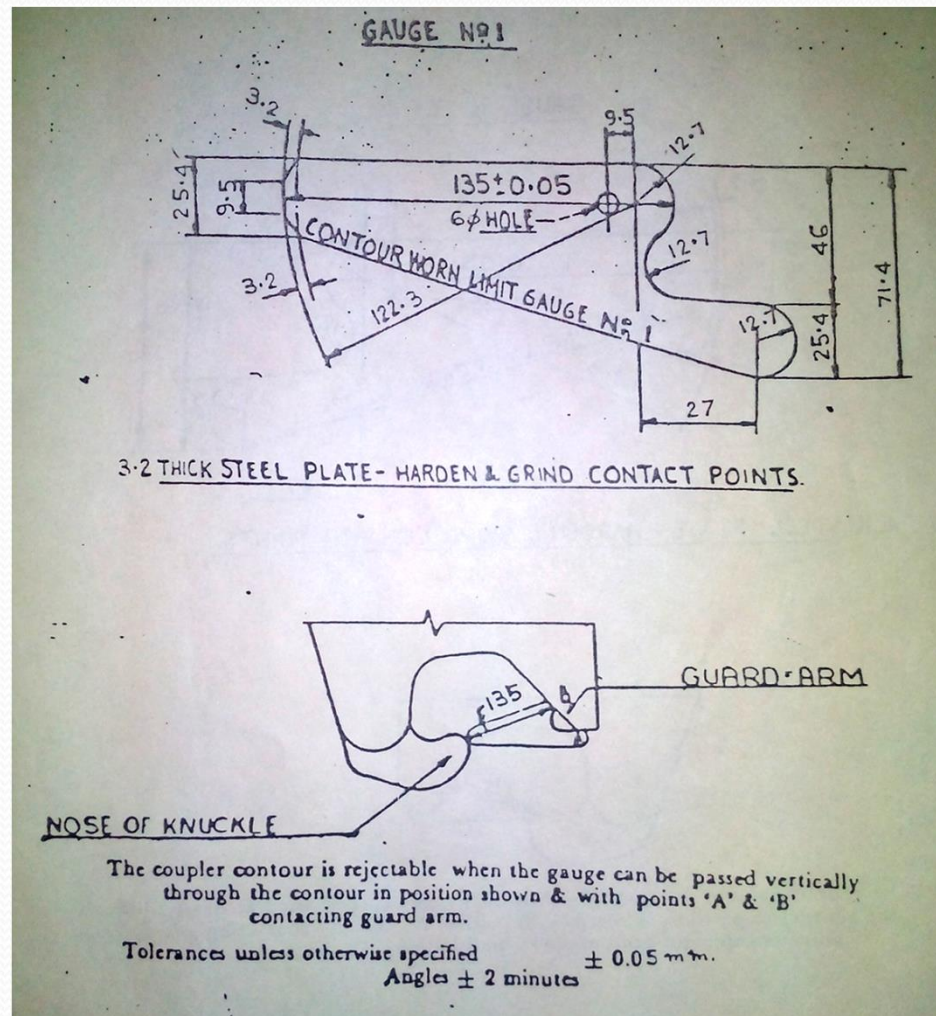 GAUGE Nº1
3.2
9.5
12.7
25.4
9.5
135±0.05
6φ HOLE
12.7
46
71.4
CONTOUR WORN LIMIT GAUGE Nº 1
3.2
122.3
12.7
25.4
27
3.2 THICK STEEL PLATE- HARDEN & GRIND CONTACT POINTS.
135
GUARD-ARM
NOSE OF KNUCKLE
The coupler contour is rejectable when the gauge can be passed vertically
through the contour in position shown & with points 'A' & 'B'
contacting guard arm.
Tolerances unless otherwise specified ± 0.05 mm.
Angles ± 2 minutes